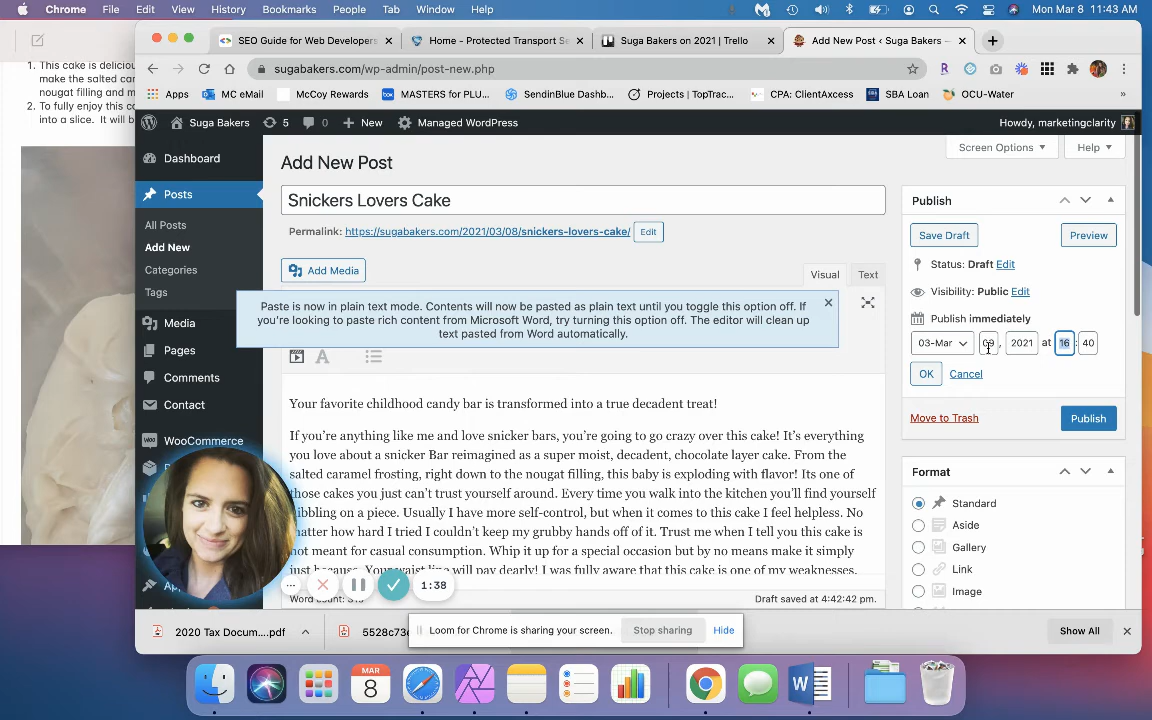 Chrome File Edit View History Bookmarks People Tab Window Help Mon Mar 8 11:43 AM
SEO Guide for Web Developers Home - Protected Transport Se Suga Bakers on 2021 | Trello Add New Post ‹ Suga Bakers —
sugabakers.com/wp-admin/post-new.php
Apps MC eMail McCoy Rewards MASTERS for PLU... SendinBlue Dashb... Projects | TopTrac... CPA: ClientAxcess SBA Loan OCU-Water »
1. This cake is deliciou
make the salted car
nougat filling and m
2. To fully enjoy this ca
into a slice. It will b
Suga Bakers 5 0 New Managed WordPress Howdy, marketingclarity
Dashboard
Posts
All Posts
Add New
Categories
Tags
Media
Pages
Comments
Contact
WooCommerce
Add New Post
Screen Options Help
Snickers Lovers Cake
Permalink: https://sugabakers.com/2021/03/08/snickers-lovers-cake/ Edit
Add Media
Visual Text
Paste is now in plain text mode. Contents will now be pasted as plain text until you toggle this option off. If
you're looking to paste rich content from Microsoft Word, try turning this option off. The editor will clean up
text pasted from Word automatically.
Your favorite childhood candy bar is transformed into a true decadent treat!
If you're anything like me and love snicker bars, you're going to go crazy over this cake! It's everything
you love about a snicker Bar reimagined as a super moist, decadent, chocolate layer cake. From the
salted caramel frosting, right down to the nougat filling, this baby is exploding with flavor! Its one of
those cakes you just can't trust yourself around. Every time you walk into the kitchen you'll find yourself
nibbling on a piece. Usually I have more self-control, but when it comes to this cake I feel helpless. No
matter how hard I tried I couldn't keep my grubby hands off of it. Trust me when I tell you this cake is
not meant for casual consumption. Whip it up for a special occasion but by no means make it simply
just because. Your waist line will pay dearly! I was fully aware that this cake is one of my weaknesses.
Draft saved at 4:42:42 pm.
Publish
Save Draft Preview
Status: Draft Edit
Visibility: Public Edit
Publish immediately
03-Mar 09 , 2021 at 16 : 40
OK Cancel
Move to Trash Publish
Format
Standard
Aside
Gallery
Link
Image
1:38
2020 Tax Docum....pdf 5528c73e
Loom for Chrome is sharing your screen. Stop sharing Hide
Show All
MAR
8